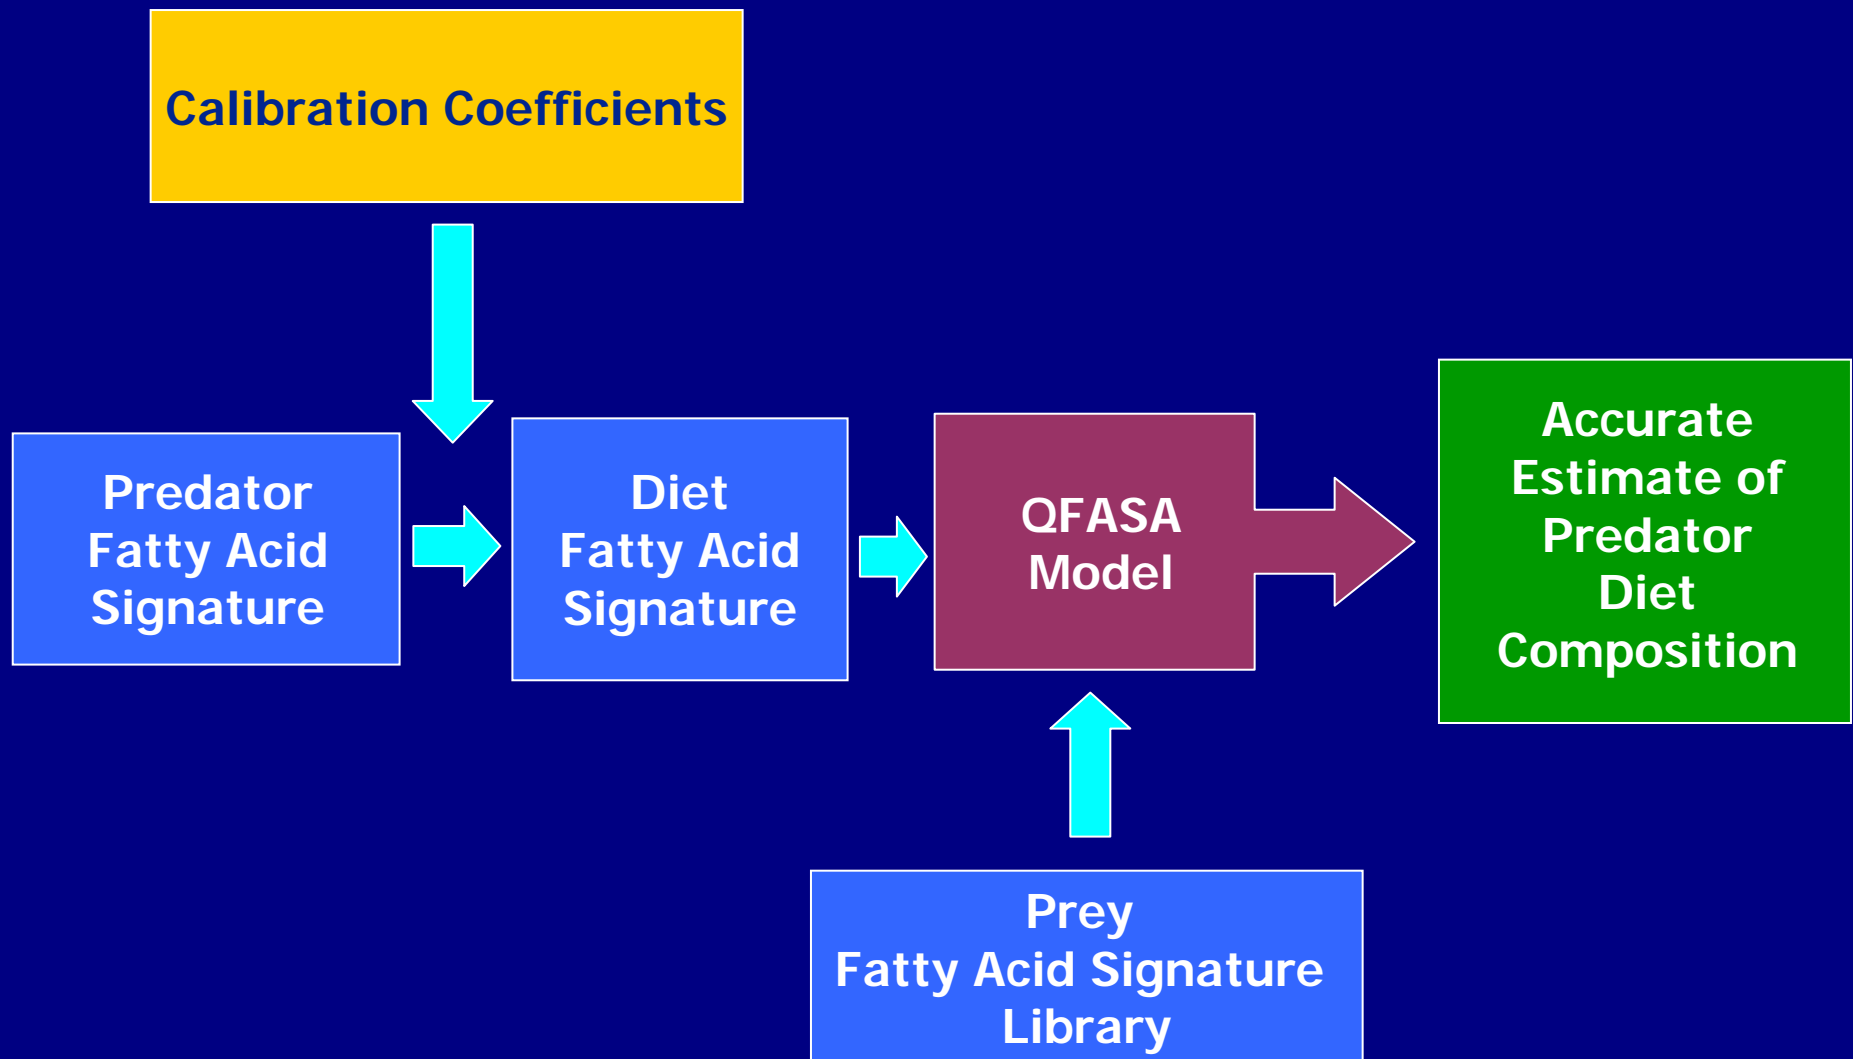 Calibration Coefficients
Predator
Fatty Acid
Signature
Diet
Fatty Acid
Signature
QFASA
Model
Accurate
Estimate of
Predator
Diet
Composition
Prey
Fatty Acid Signature
Library